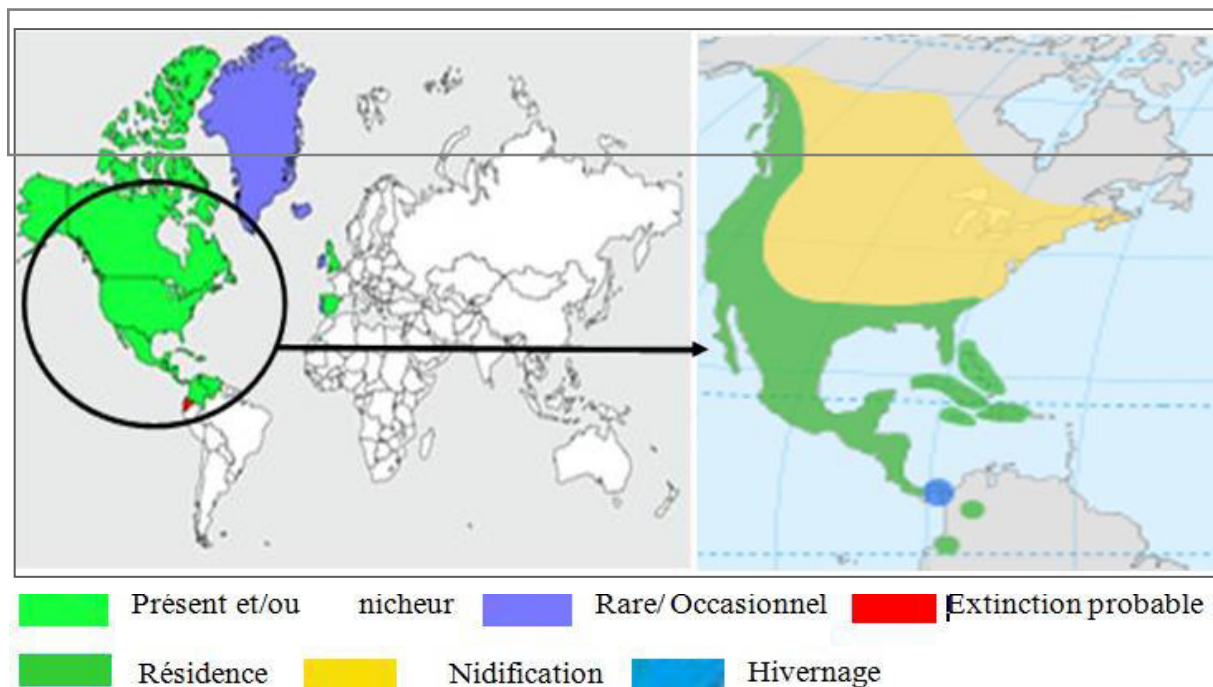 Présent et/ou nicheur Rare/ Occasionnel Extinction probable
Résidence Nidification Hivernage